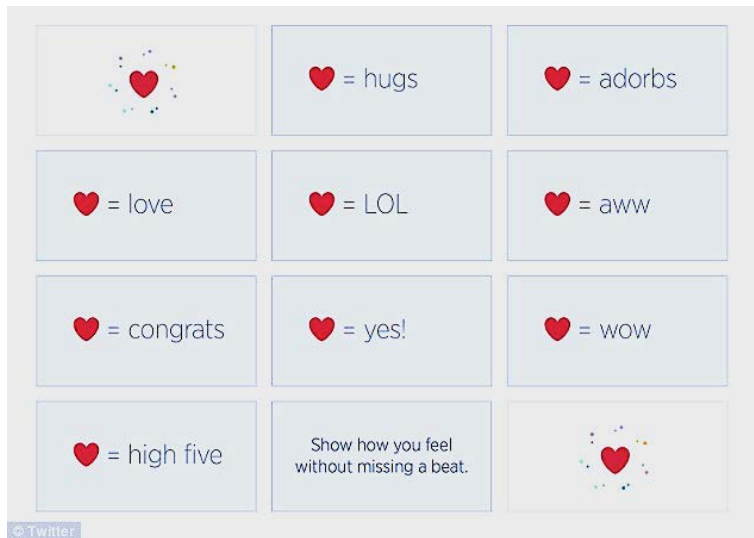 ❤ = hugs
❤ = adorbs
❤ = love
❤ = LOL
❤ = aww
❤ = congrats
❤ = yes!
❤ = wow
❤ = high five
Show how you feel
without missing a beat.
© Twitter